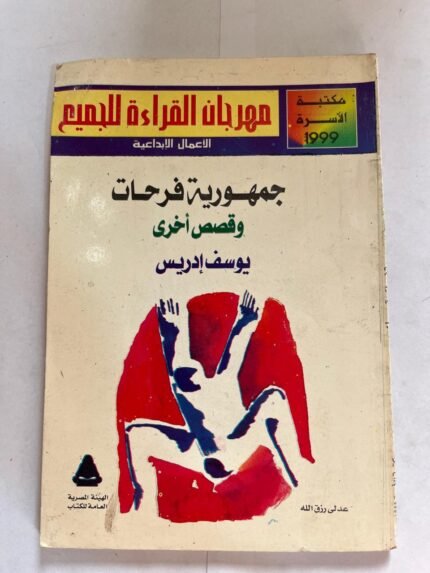 مهرجان القراءة للجميع
الاعمال الإبداعية
مكتبة
الأسرة
1999
جمهورية فرحات
وقصص أخرى
يوسف إدريس
الهيئة المصرية
العامة للكتاب
عدلى رزق الله